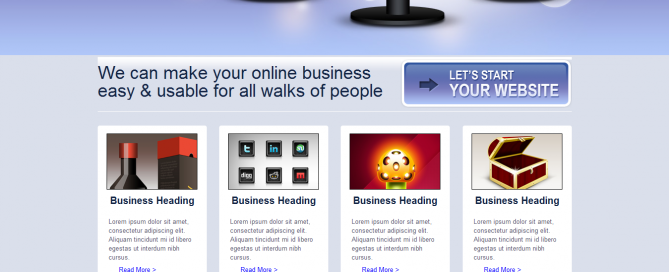 We can make your online business
easy & usable for all walks of people
LET'S START
YOUR WEBSITE
Business Heading
Lorem ipsum dolor sit amet,
consectetur adipiscing elit.
Aliquam tincidunt mi id libero
egestas ut interdum nibh
cursus.
Read More >
Business Heading
Lorem ipsum dolor sit amet,
consectetur adipiscing elit.
Aliquam tincidunt mi id libero
egestas ut interdum nibh
cursus.
Read More >
Business Heading
Lorem ipsum dolor sit amet,
consectetur adipiscing elit.
Aliquam tincidunt mi id libero
egestas ut interdum nibh
cursus.
Read More >
Business Heading
Lorem ipsum dolor sit amet,
consectetur adipiscing elit.
Aliquam tincidunt mi id libero
egestas ut interdum nibh
cursus.
Read More >